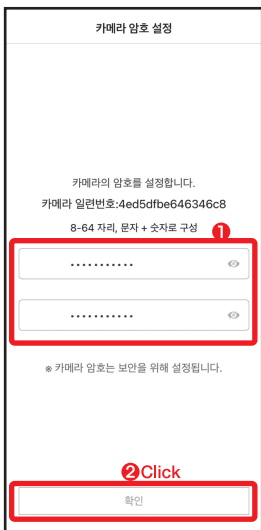 카메라 암호 설정
카메라의 암호를 설정합니다.
카메라 일련번호:4ed5dfbe646346c8
8-64 자리, 문자 + 숫자로 구성
❶
•••••••••••
•••••••••••
※ 카메라 암호는 보안을 위해 설정됩니다.
❷Click
확인